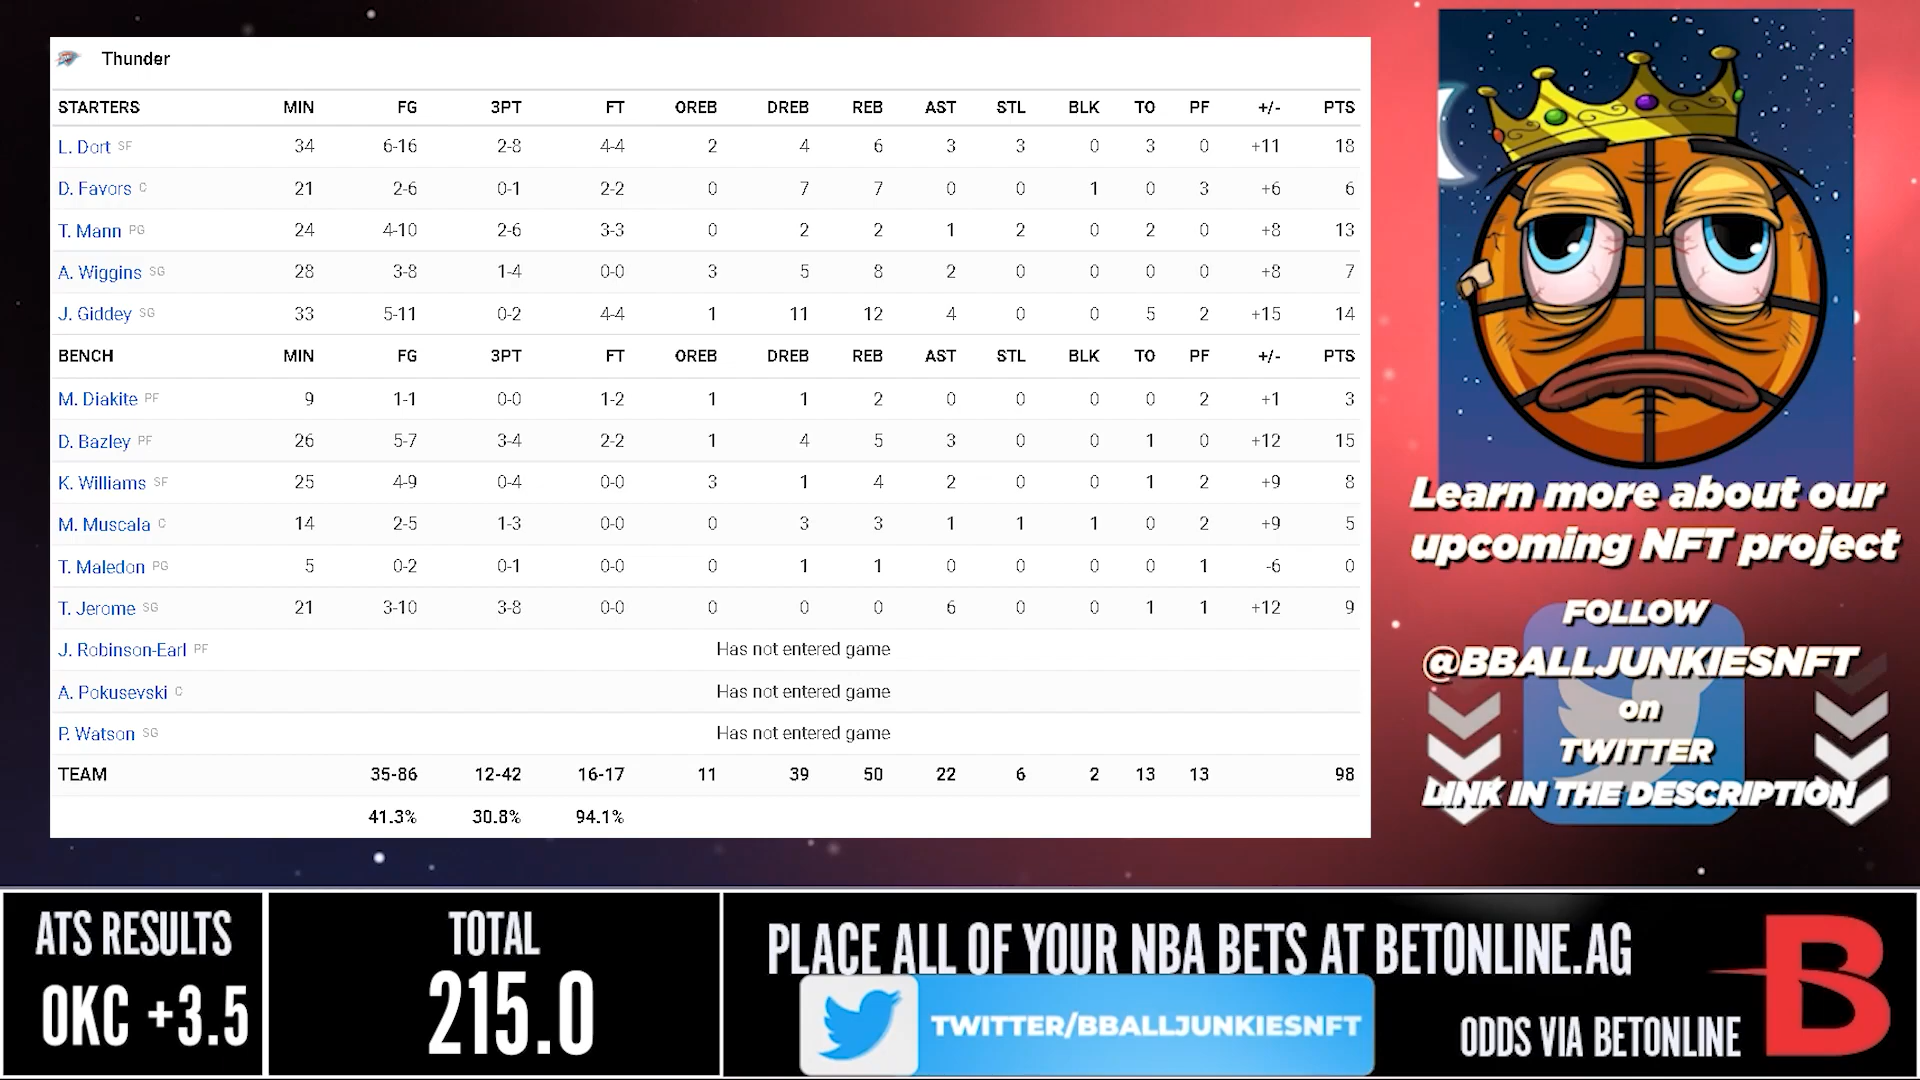 Thunder
STARTERS MIN FG 3PT FT OREB DREB REB AST STL BLK TO PF +/- PTS
L. Dort SF 34 6-16 2-8 4-4 2 4 6 3 3 0 3 0 +11 18
D. Favors C 21 2-6 0-1 2-2 0 7 7 0 0 1 0 3 +6 6
T. Mann PG 24 4-10 2-6 3-3 0 2 2 1 2 0 2 0 +8 13
A. Wiggins SG 28 3-8 1-4 0-0 3 5 8 2 0 0 0 0 +8 7
J. Giddey SG 33 5-11 0-2 4-4 1 11 12 4 0 0 5 2 +15 14
BENCH MIN FG 3PT FT OREB DREB REB AST STL BLK TO PF +/- PTS
M. Diakite PF 9 1-1 0-0 1-2 1 1 2 0 0 0 0 2 +1 3
D. Bazley PF 26 5-7 3-4 2-2 1 4 5 3 0 0 1 0 +12 15
K. Williams SF 25 4-9 0-4 0-0 3 1 4 2 0 0 1 2 +9 8
M. Muscala C 14 2-5 1-3 0-0 0 3 3 1 1 1 0 2 +9 5
T. Maledon PG 5 0-2 0-1 0-0 0 1 1 0 0 0 0 1 -6 0
T. Jerome SG 21 3-10 3-8 0-0 0 0 0 6 0 0 1 1 +12 9
J. Robinson-Earl PF Has not entered game
A. Pokusevski C Has not entered game
P. Watson SG Has not entered game
TEAM 35-86 12-42 16-17 11 39 50 22 6 2 13 13 98
41.3% 30.8% 94.1%
Learn more about our
upcoming NFT project
FOLLOW
@BBALLJUNKIESNFT
on
TWITTER
LINK IN THE DESCRIPTION
ATS RESULTS
OKC +3.5
TOTAL
215.0
PLACE ALL OF YOUR NBA BETS AT BETONLINE.AG
TWITTER/BBALLJUNKIESNFT
ODDS VIA BETONLINE
B